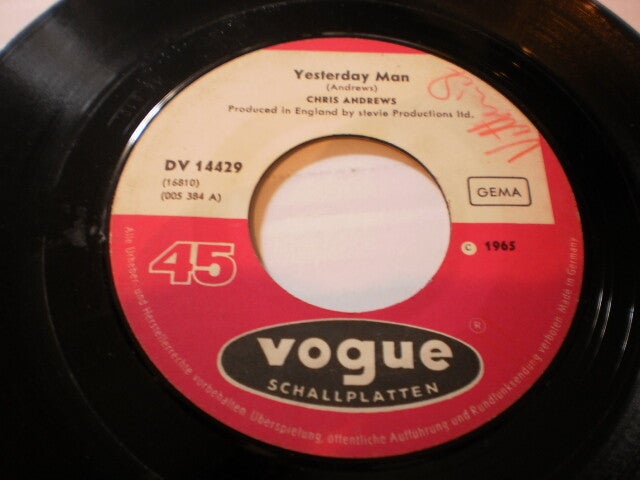 Yesterday Man
(Andrews)
CHRIS ANDREWS
Produced in England by stevie Productions ltd.
DV 14429
(16810)
(005 384 A)
GEMA
45
© 1965
vogue
®
SCHALLPLATTEN
Alle Urheber- und Herstellerrechte vorbehalten. Überspielung, öffentliche Aufführung und Rundfunksendung verboten. Made in Germany